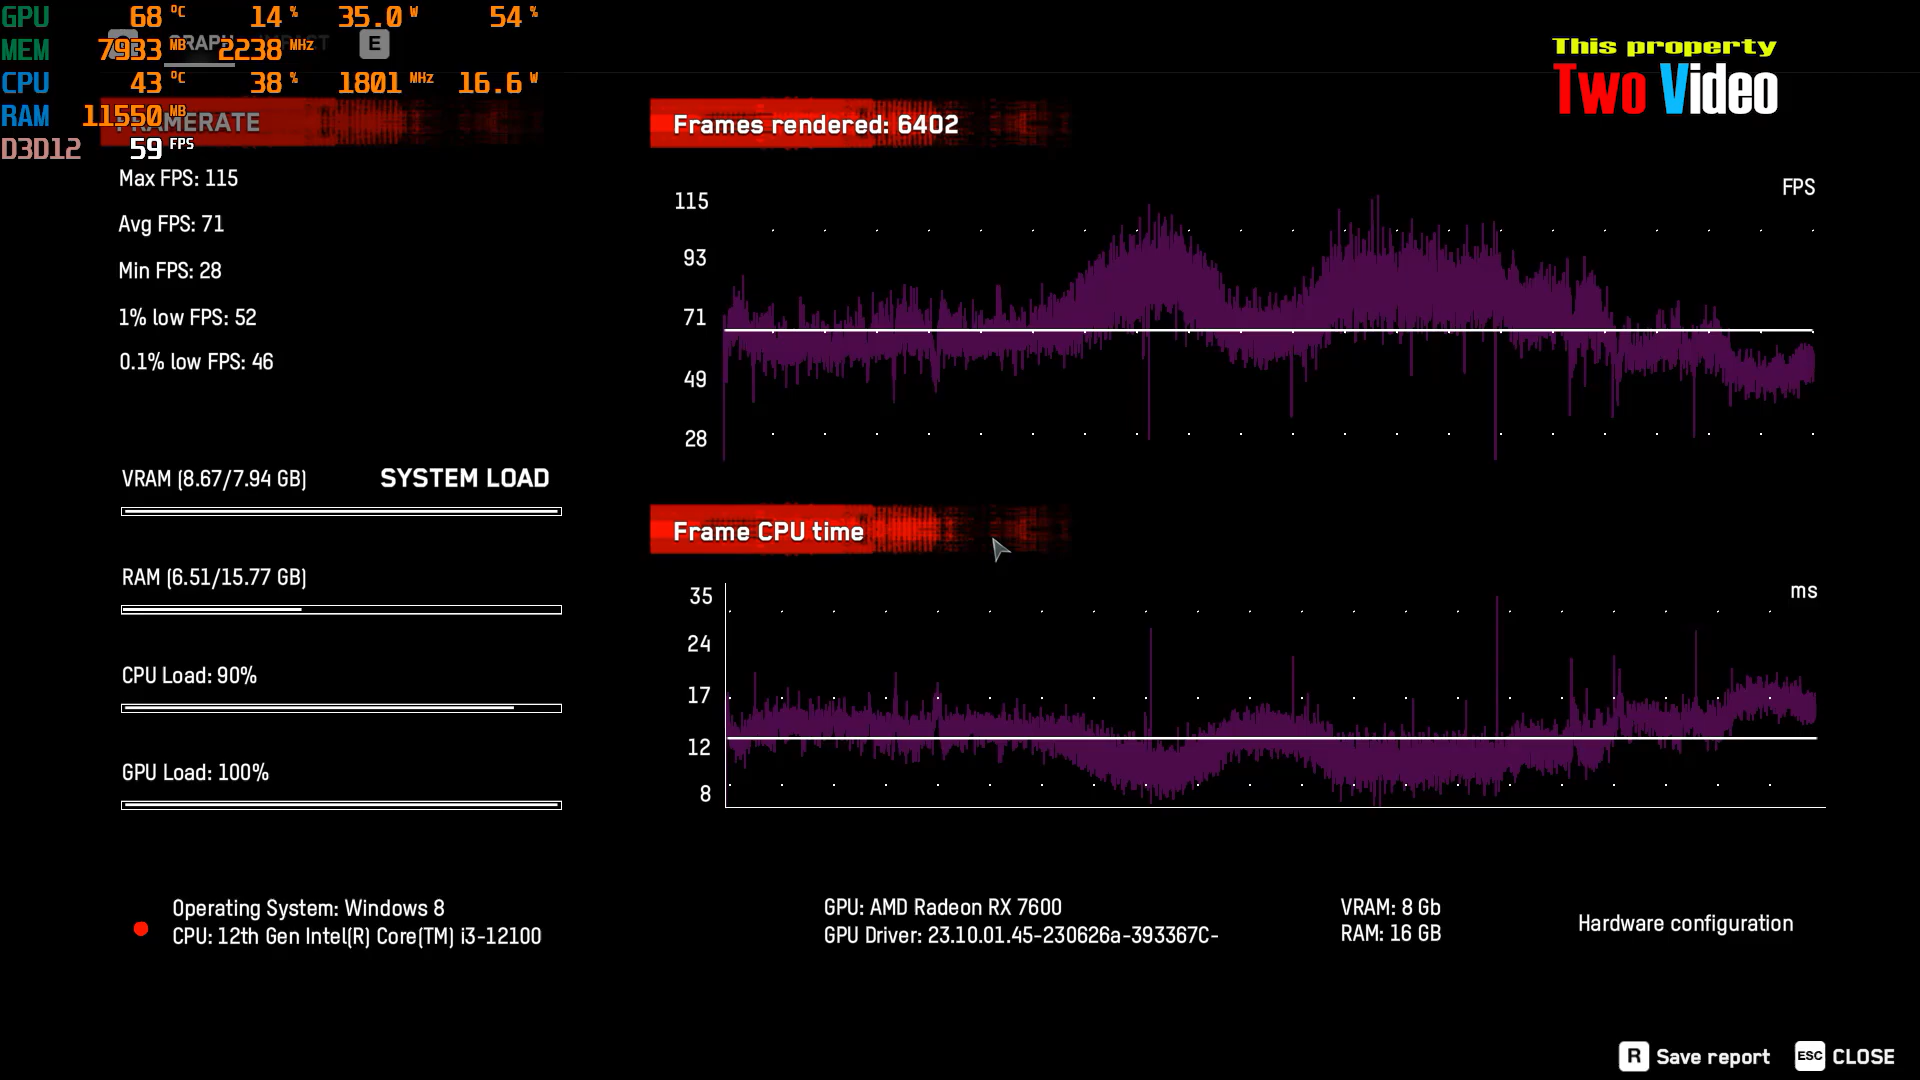 GPU 68 °C 14 % 35.0 W 54 %
MEM 7933 MB 2238 MHz
GRAPH E
CPU 43 °C 38 % 1801 MHz 16.6 W
RAM 11550 MB
FRAMERATE
D3D12 59 FPS
Max FPS: 115
Avg FPS: 71
Min FPS: 28
1% low FPS: 52
0.1% low FPS: 46
VRAM (8.67/7.94 GB) SYSTEM LOAD
RAM (6.51/15.77 GB)
CPU Load: 90%
GPU Load: 100%
This property
Two Video
Frames rendered: 6402
FPS
115
93
71
49
28
Frame CPU time
ms
35
24
17
12
8
Operating System: Windows 8
CPU: 12th Gen Intel(R) Core(TM) i3-12100
GPU: AMD Radeon RX 7600
GPU Driver: 23.10.01.45-230626a-393367C-
VRAM: 8 Gb
RAM: 16 GB
Hardware configuration
R Save report ESC CLOSE